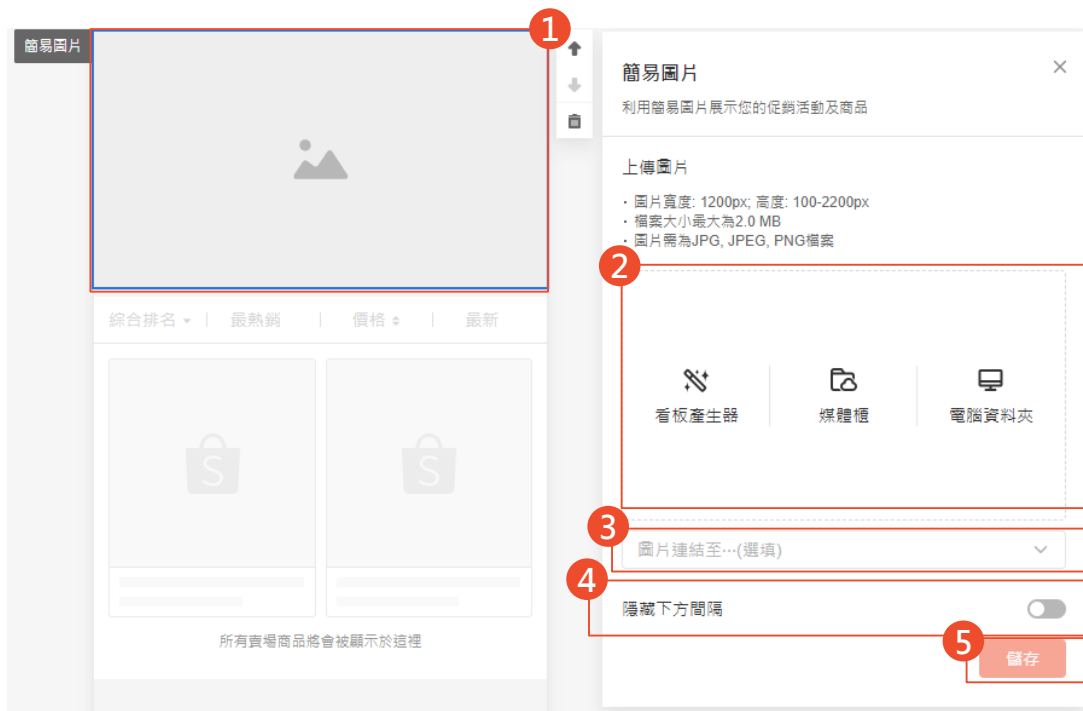 1
簡易圖片
簡易圖片
利用簡易圖片展示您的促銷活動及商品
上傳圖片
· 圖片寬度: 1200px; 高度: 100-2200px
· 檔案大小最大為2.0 MB
· 圖片需為JPG, JPEG, PNG檔案
2
綜合排名 | 最熱銷 | 價格 | 最新
看板產生器
媒體櫃
電腦資料夾
S
S
3
圖片連結至…(選填)
4
隱藏下方間隔
所有賣場商品將會被顯示於這裡
5
儲存